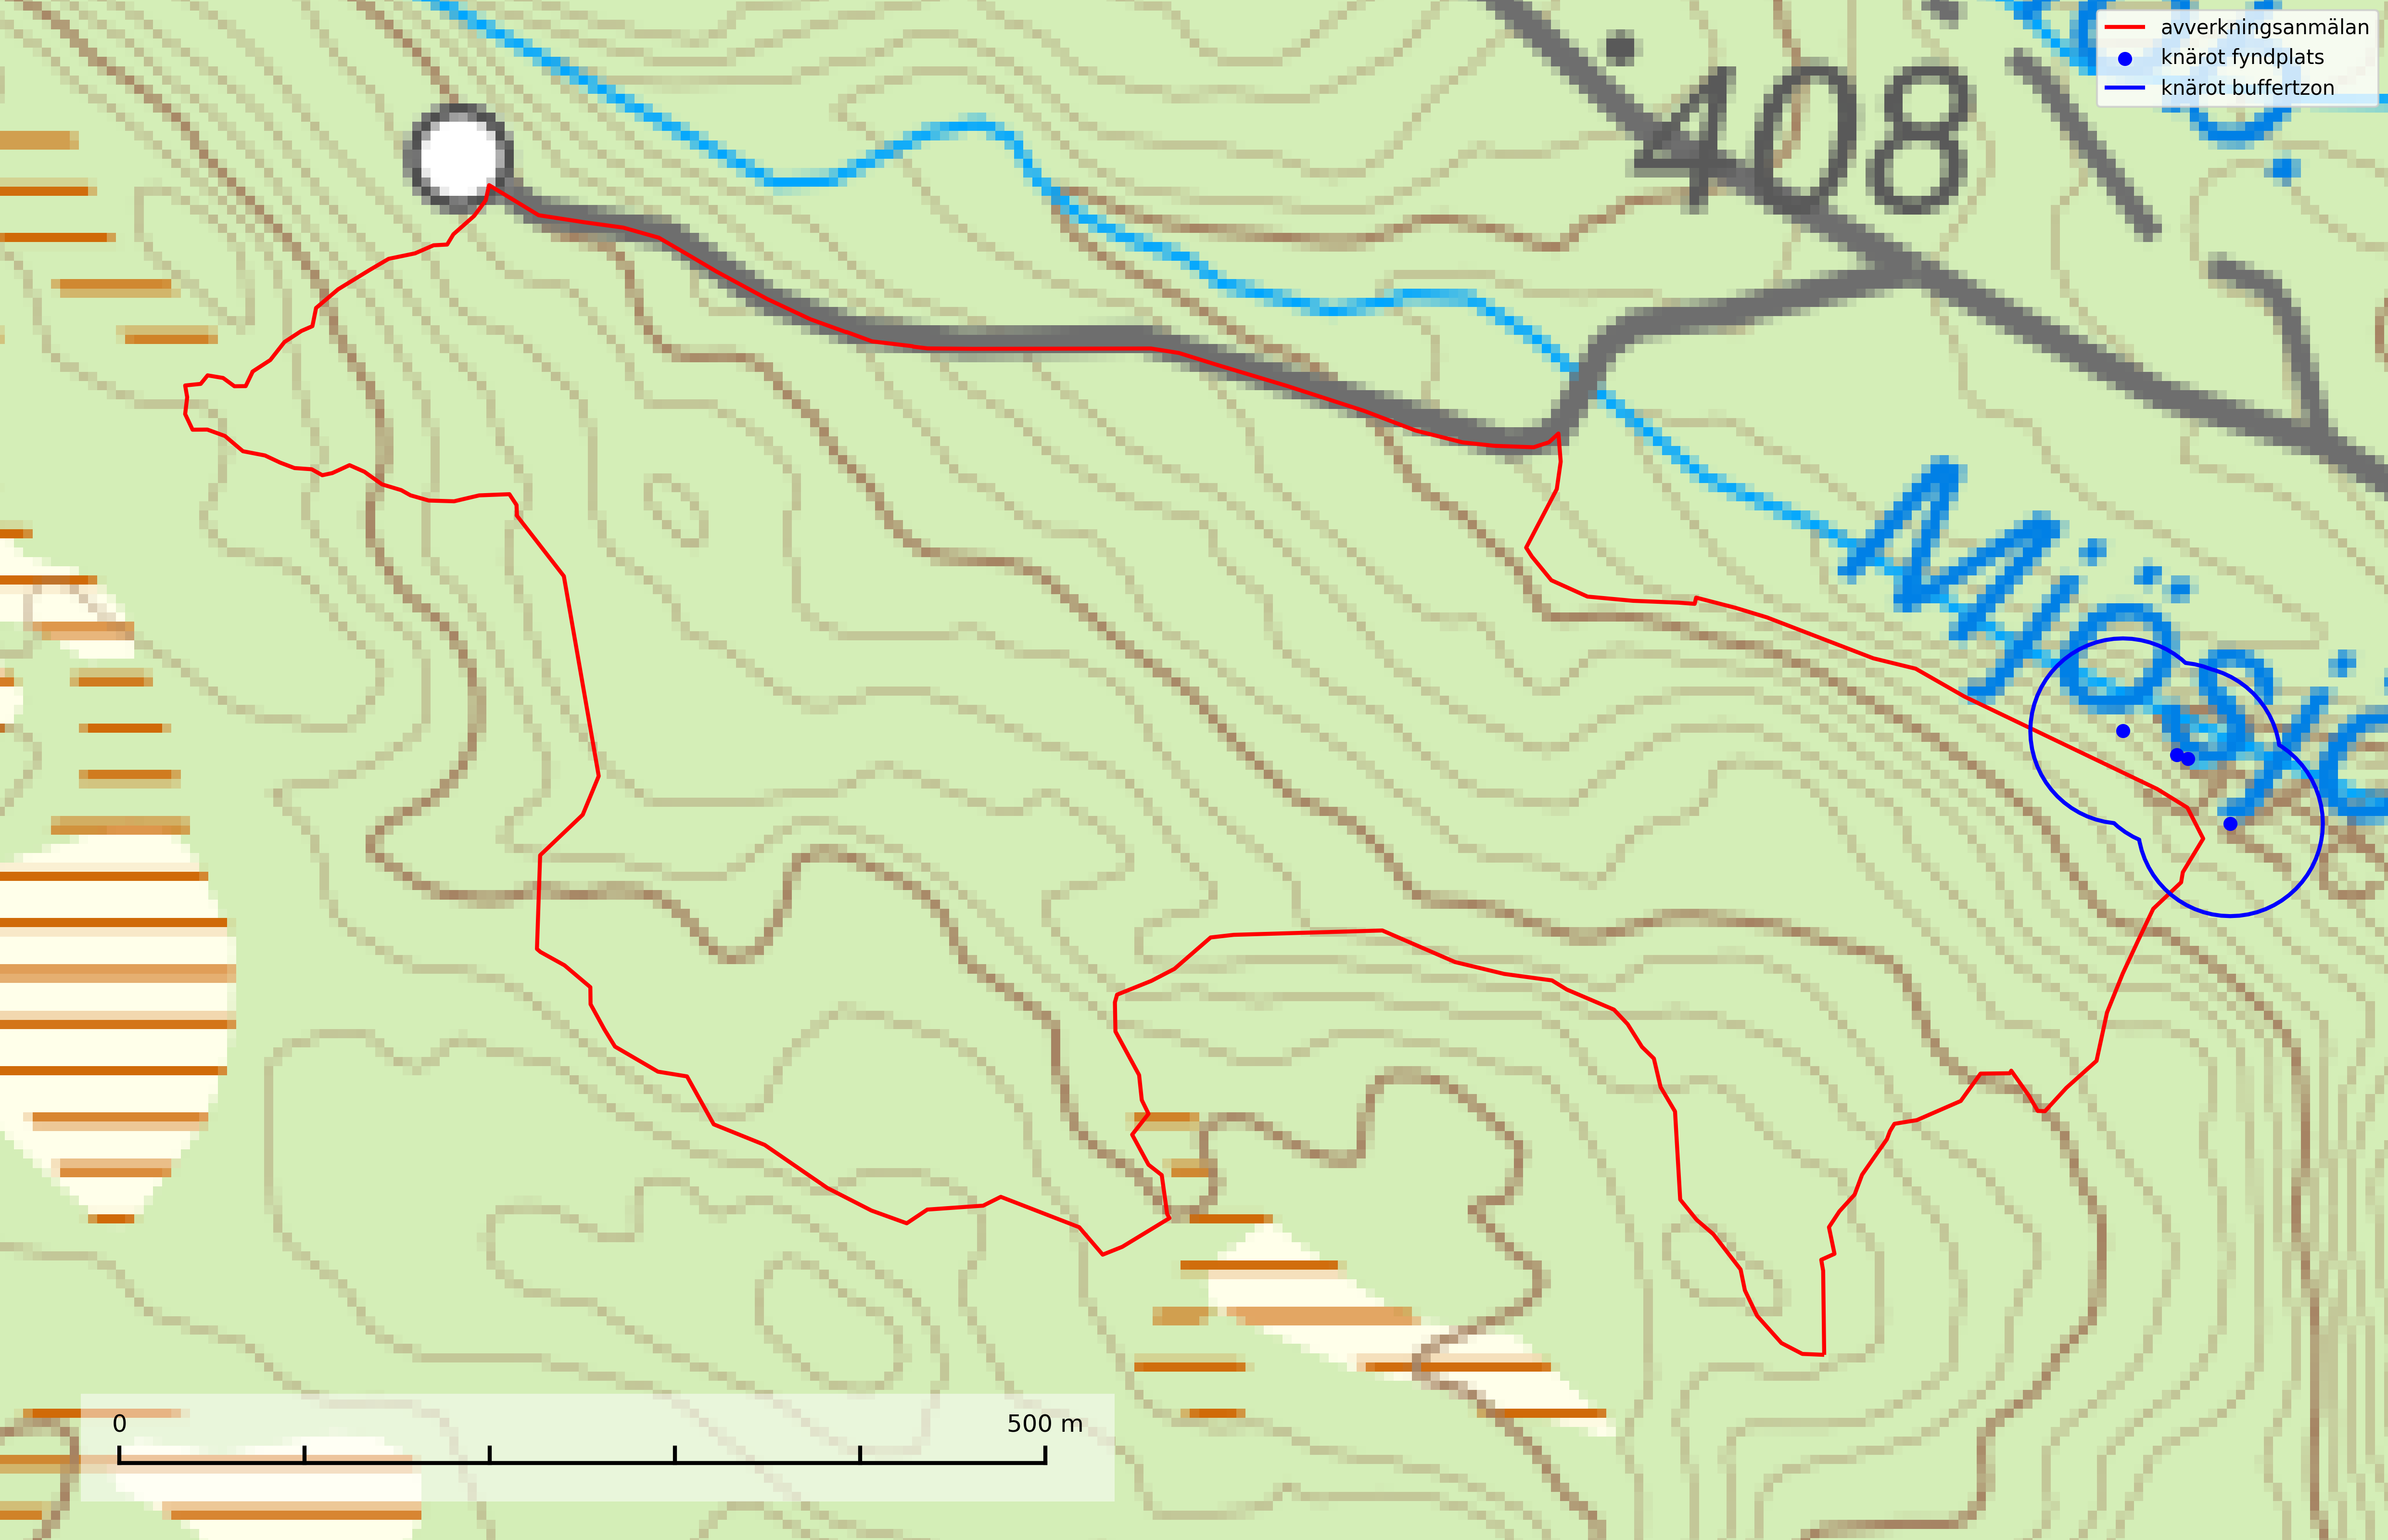 avverkningsanmälan
knärot fyndplats
knärot buffertzon
408
0 500 m